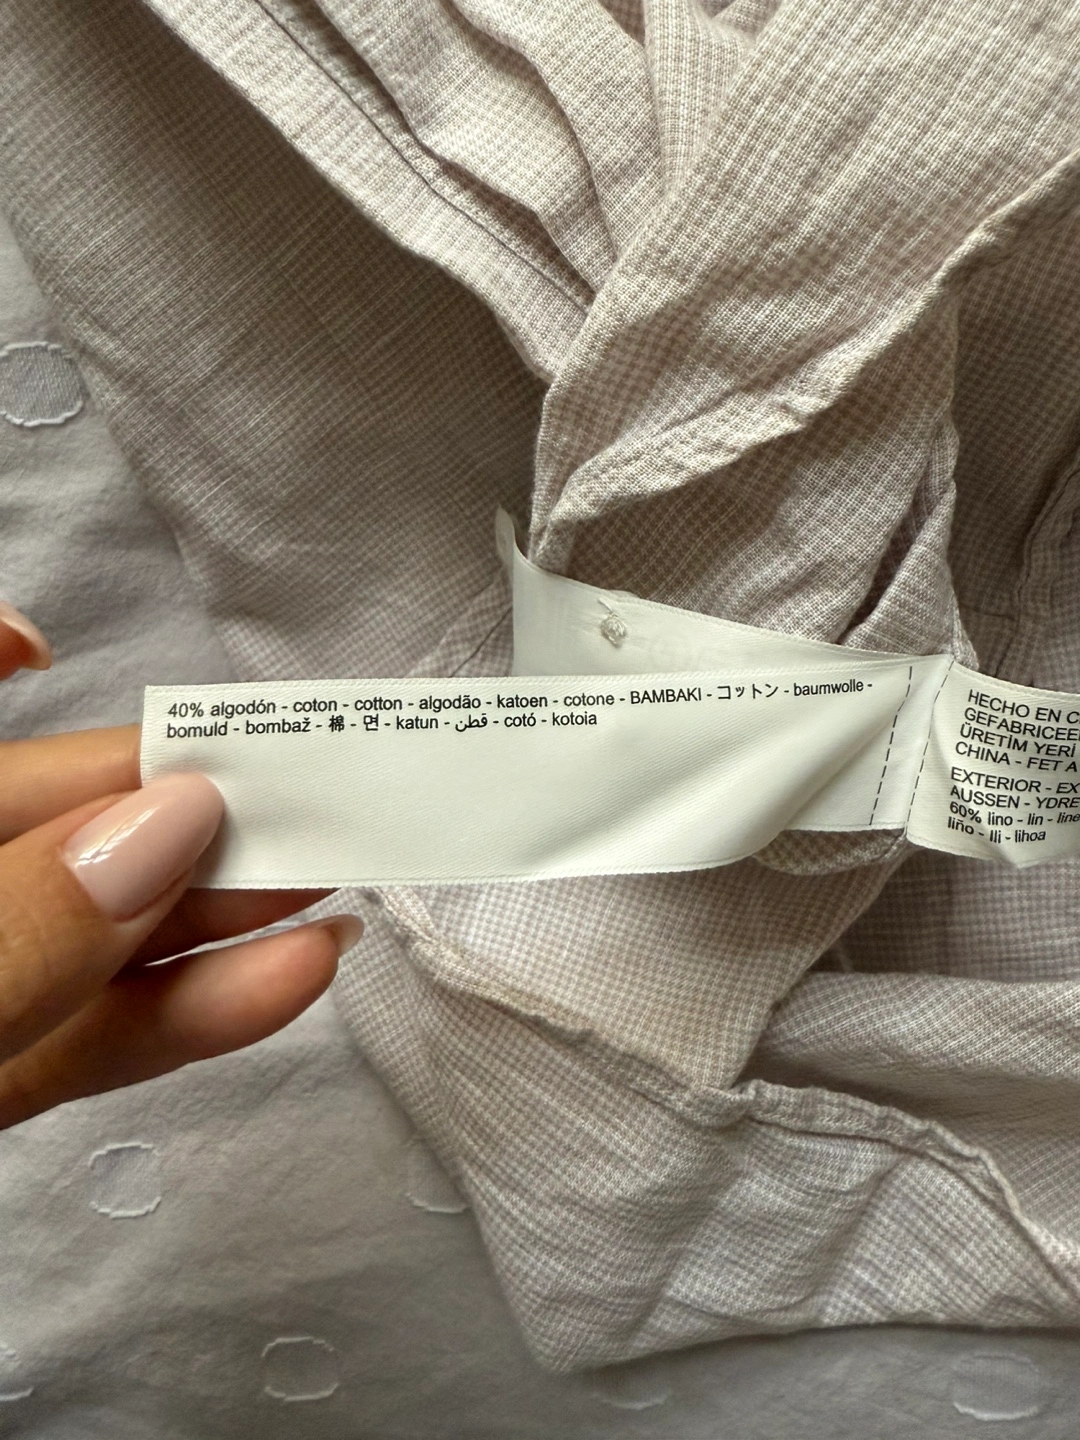 40% algodón - coton - cotton - algodão - katoen - cotone - BAMBAKI - コットン - baumwolle -
bomuld - bombaž - 棉 - 면 - katun - قطن - cotó - kotoia
HECHO EN
GEFABRICEE
ÜRETİM YERİ
CHINA - FET A
EXTERIOR - EX
AUSSEN - YDRE
60% lino - lin - line
liño - lli - lihoa